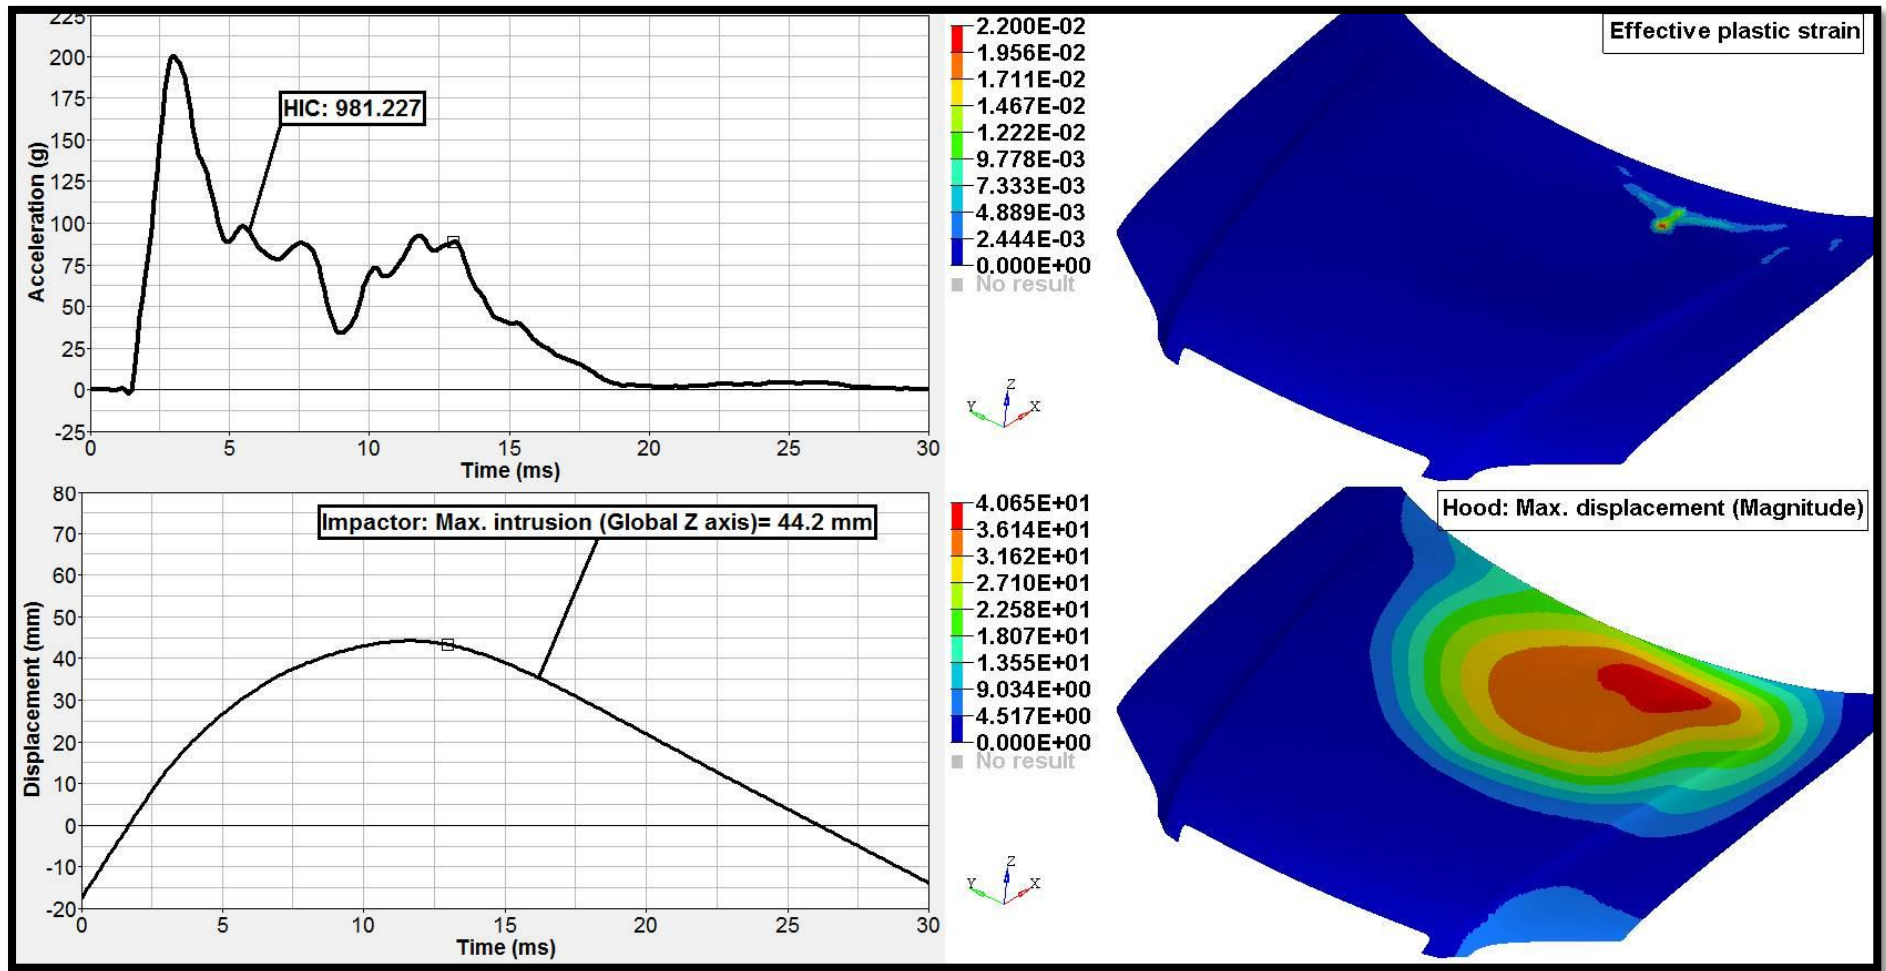 225
200
175
150
125
100
75
50
25
0
-25
Acceleration (g)
HIC: 981.227
0 5 10 15 20 25 30
Time (ms)
2.200E-02
1.956E-02
1.711E-02
1.467E-02
1.222E-02
9.778E-03
7.333E-03
4.889E-03
2.444E-03
0.000E+00
No result
Effective plastic strain
Z
Y
X
80
70
60
50
40
30
20
10
0
-10
-20
Displacement (mm)
Impactor: Max. intrusion (Global Z axis)= 44.2 mm
0 5 10 15 20 25 30
Time (ms)
4.065E+01
3.614E+01
3.162E+01
2.710E+01
2.258E+01
1.807E+01
1.355E+01
9.034E+00
4.517E+00
0.000E+00
No result
Hood: Max. displacement (Magnitude)
Z
Y
X